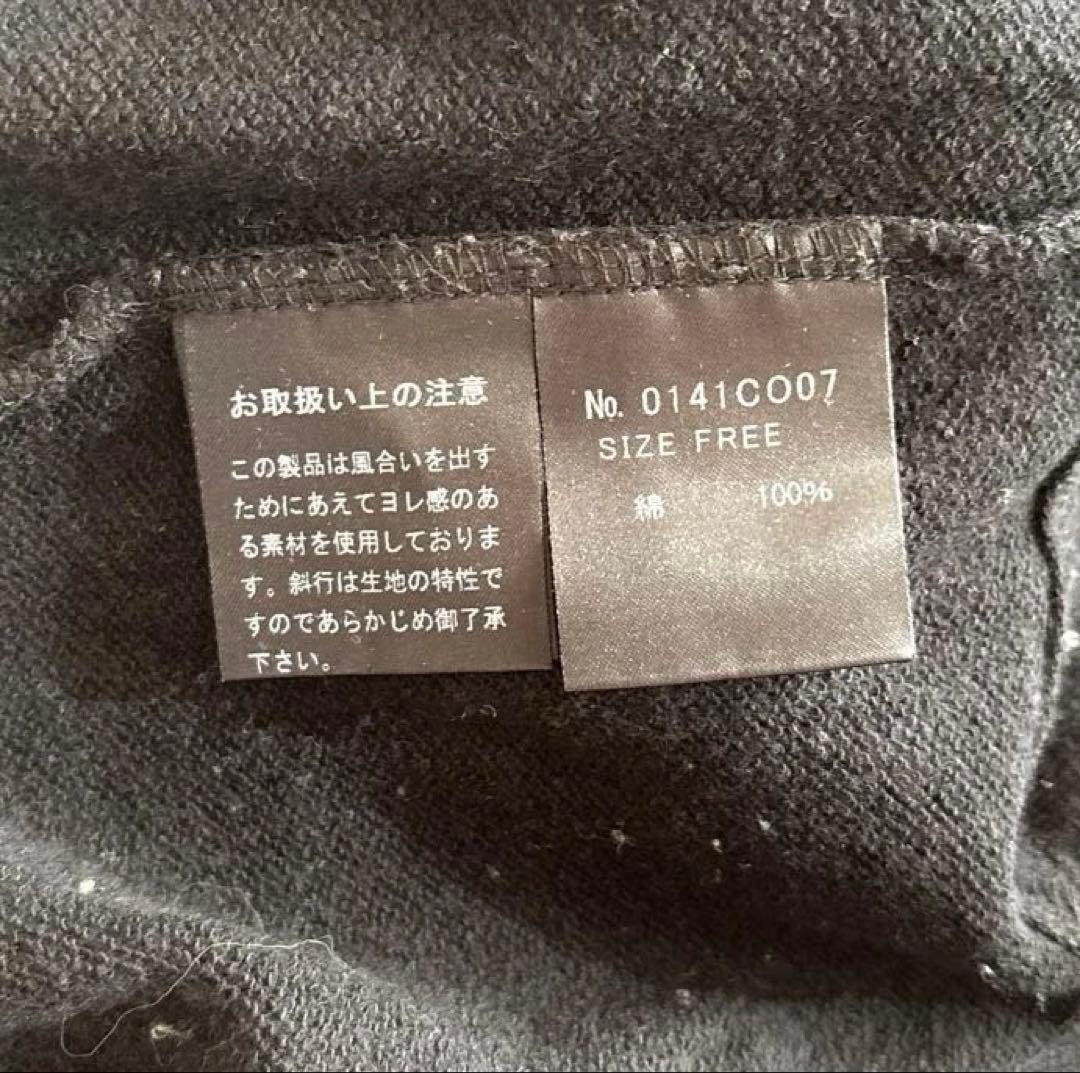 お取扱い上の注意
この製品は風合いを出す
ためにあえてヨレ感のあ
る素材を使用しておりま
す。斜行は生地の特性で
すのであらかじめ御了承
下さい。
No. 0141CO07
SIZE FREE
綿 100%